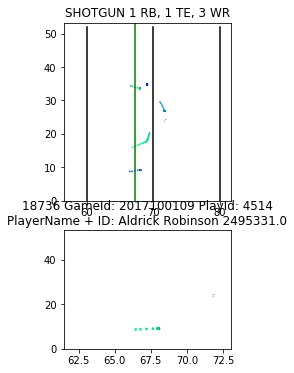 SHOTGUN 1 RB, 1 TE, 3 WR
50
40
30
20
10
0
60 70 80
18736 GameId: 2017100109 PlayId: 4514
PlayerName + ID: Aldrick Robinson 2495331.0
40
20
0
62.5 65.0 67.5 70.0 72.5